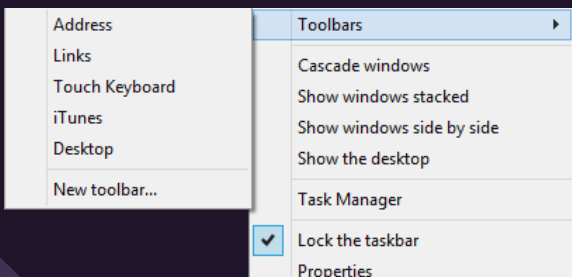 Address
Links
Touch Keyboard
iTunes
Desktop
New toolbar...
Toolbars
Cascade windows
Show windows stacked
Show windows side by side
Show the desktop
Task Manager
Lock the taskbar
Properties